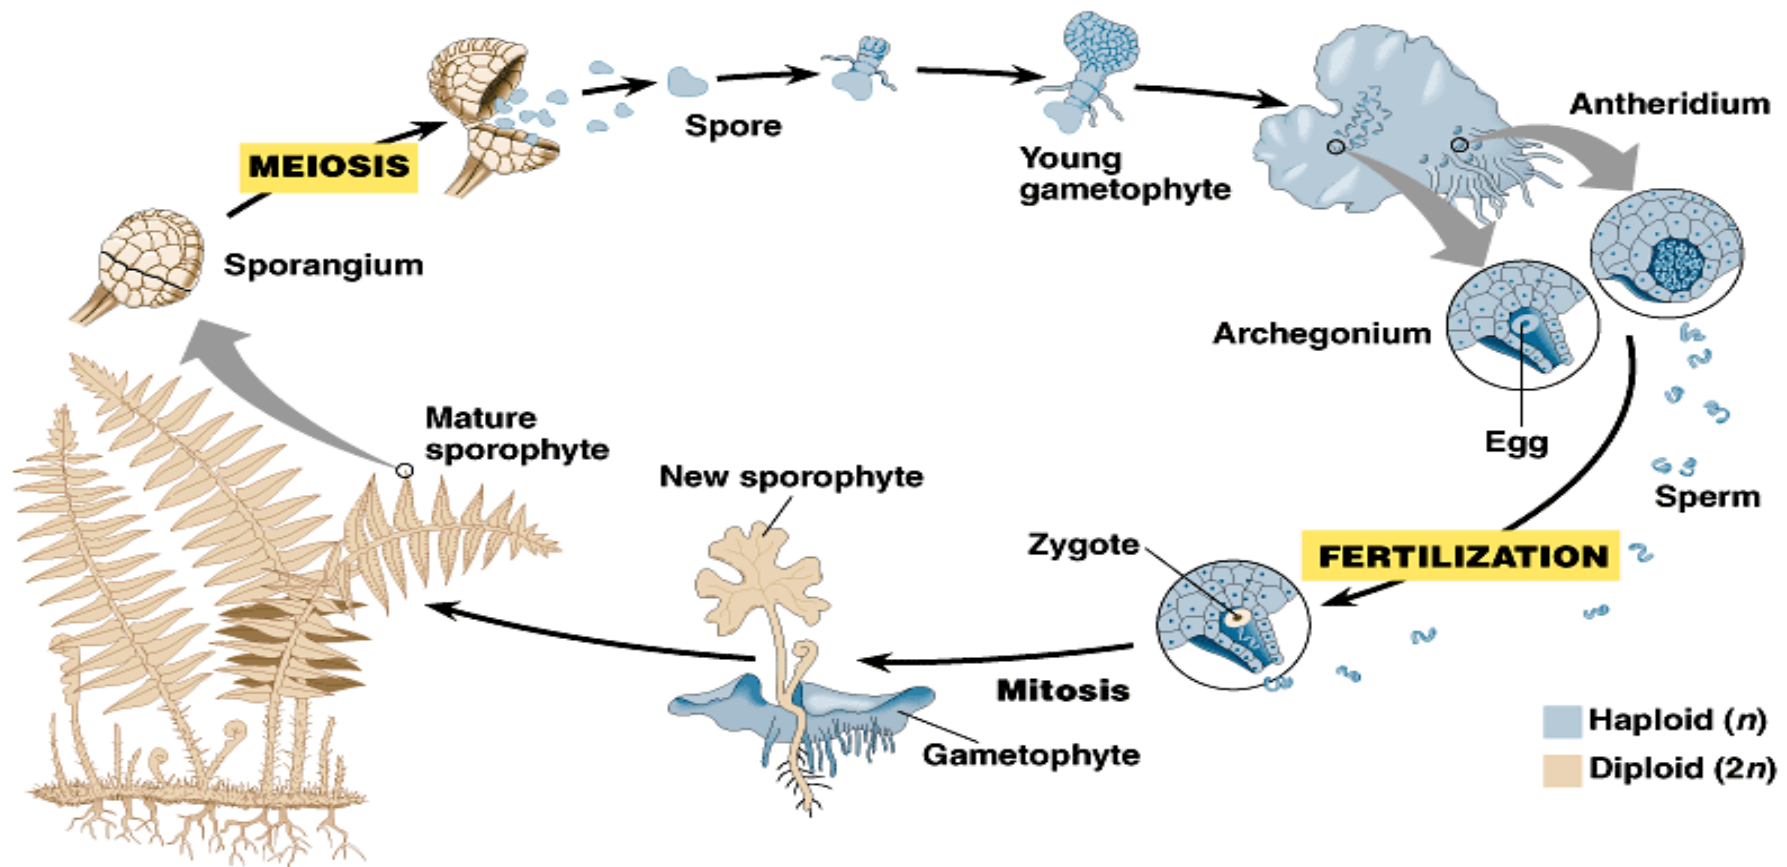 MEIOSIS
Spore
Young
gametophyte
Antheridium
Sporangium
Archegonium
Egg
Sperm
Mature
sporophyte
New sporophyte
Zygote
FERTILIZATION
Mitosis
Gametophyte
Haploid (n)
Diploid (2n)